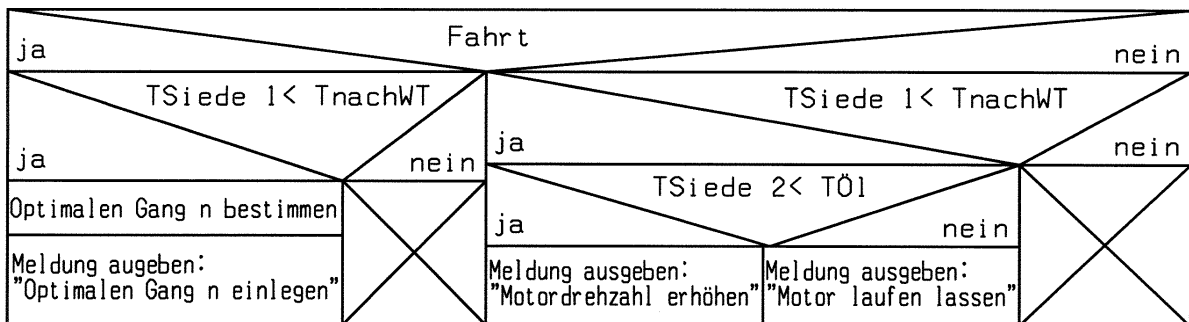 Fahrt
ja
nein
TSiede 1< TnachWT
TSiede 1< TnachWT
ja
nein
ja
nein
TSiede 2< TÖl
Optimalen Gang n bestimmen
ja
nein
Meldung augeben:
"Optimalen Gang n einlegen"
Meldung ausgeben:
"Motordrehzahl erhöhen"
Meldung ausgeben:
"Motor laufen lassen"